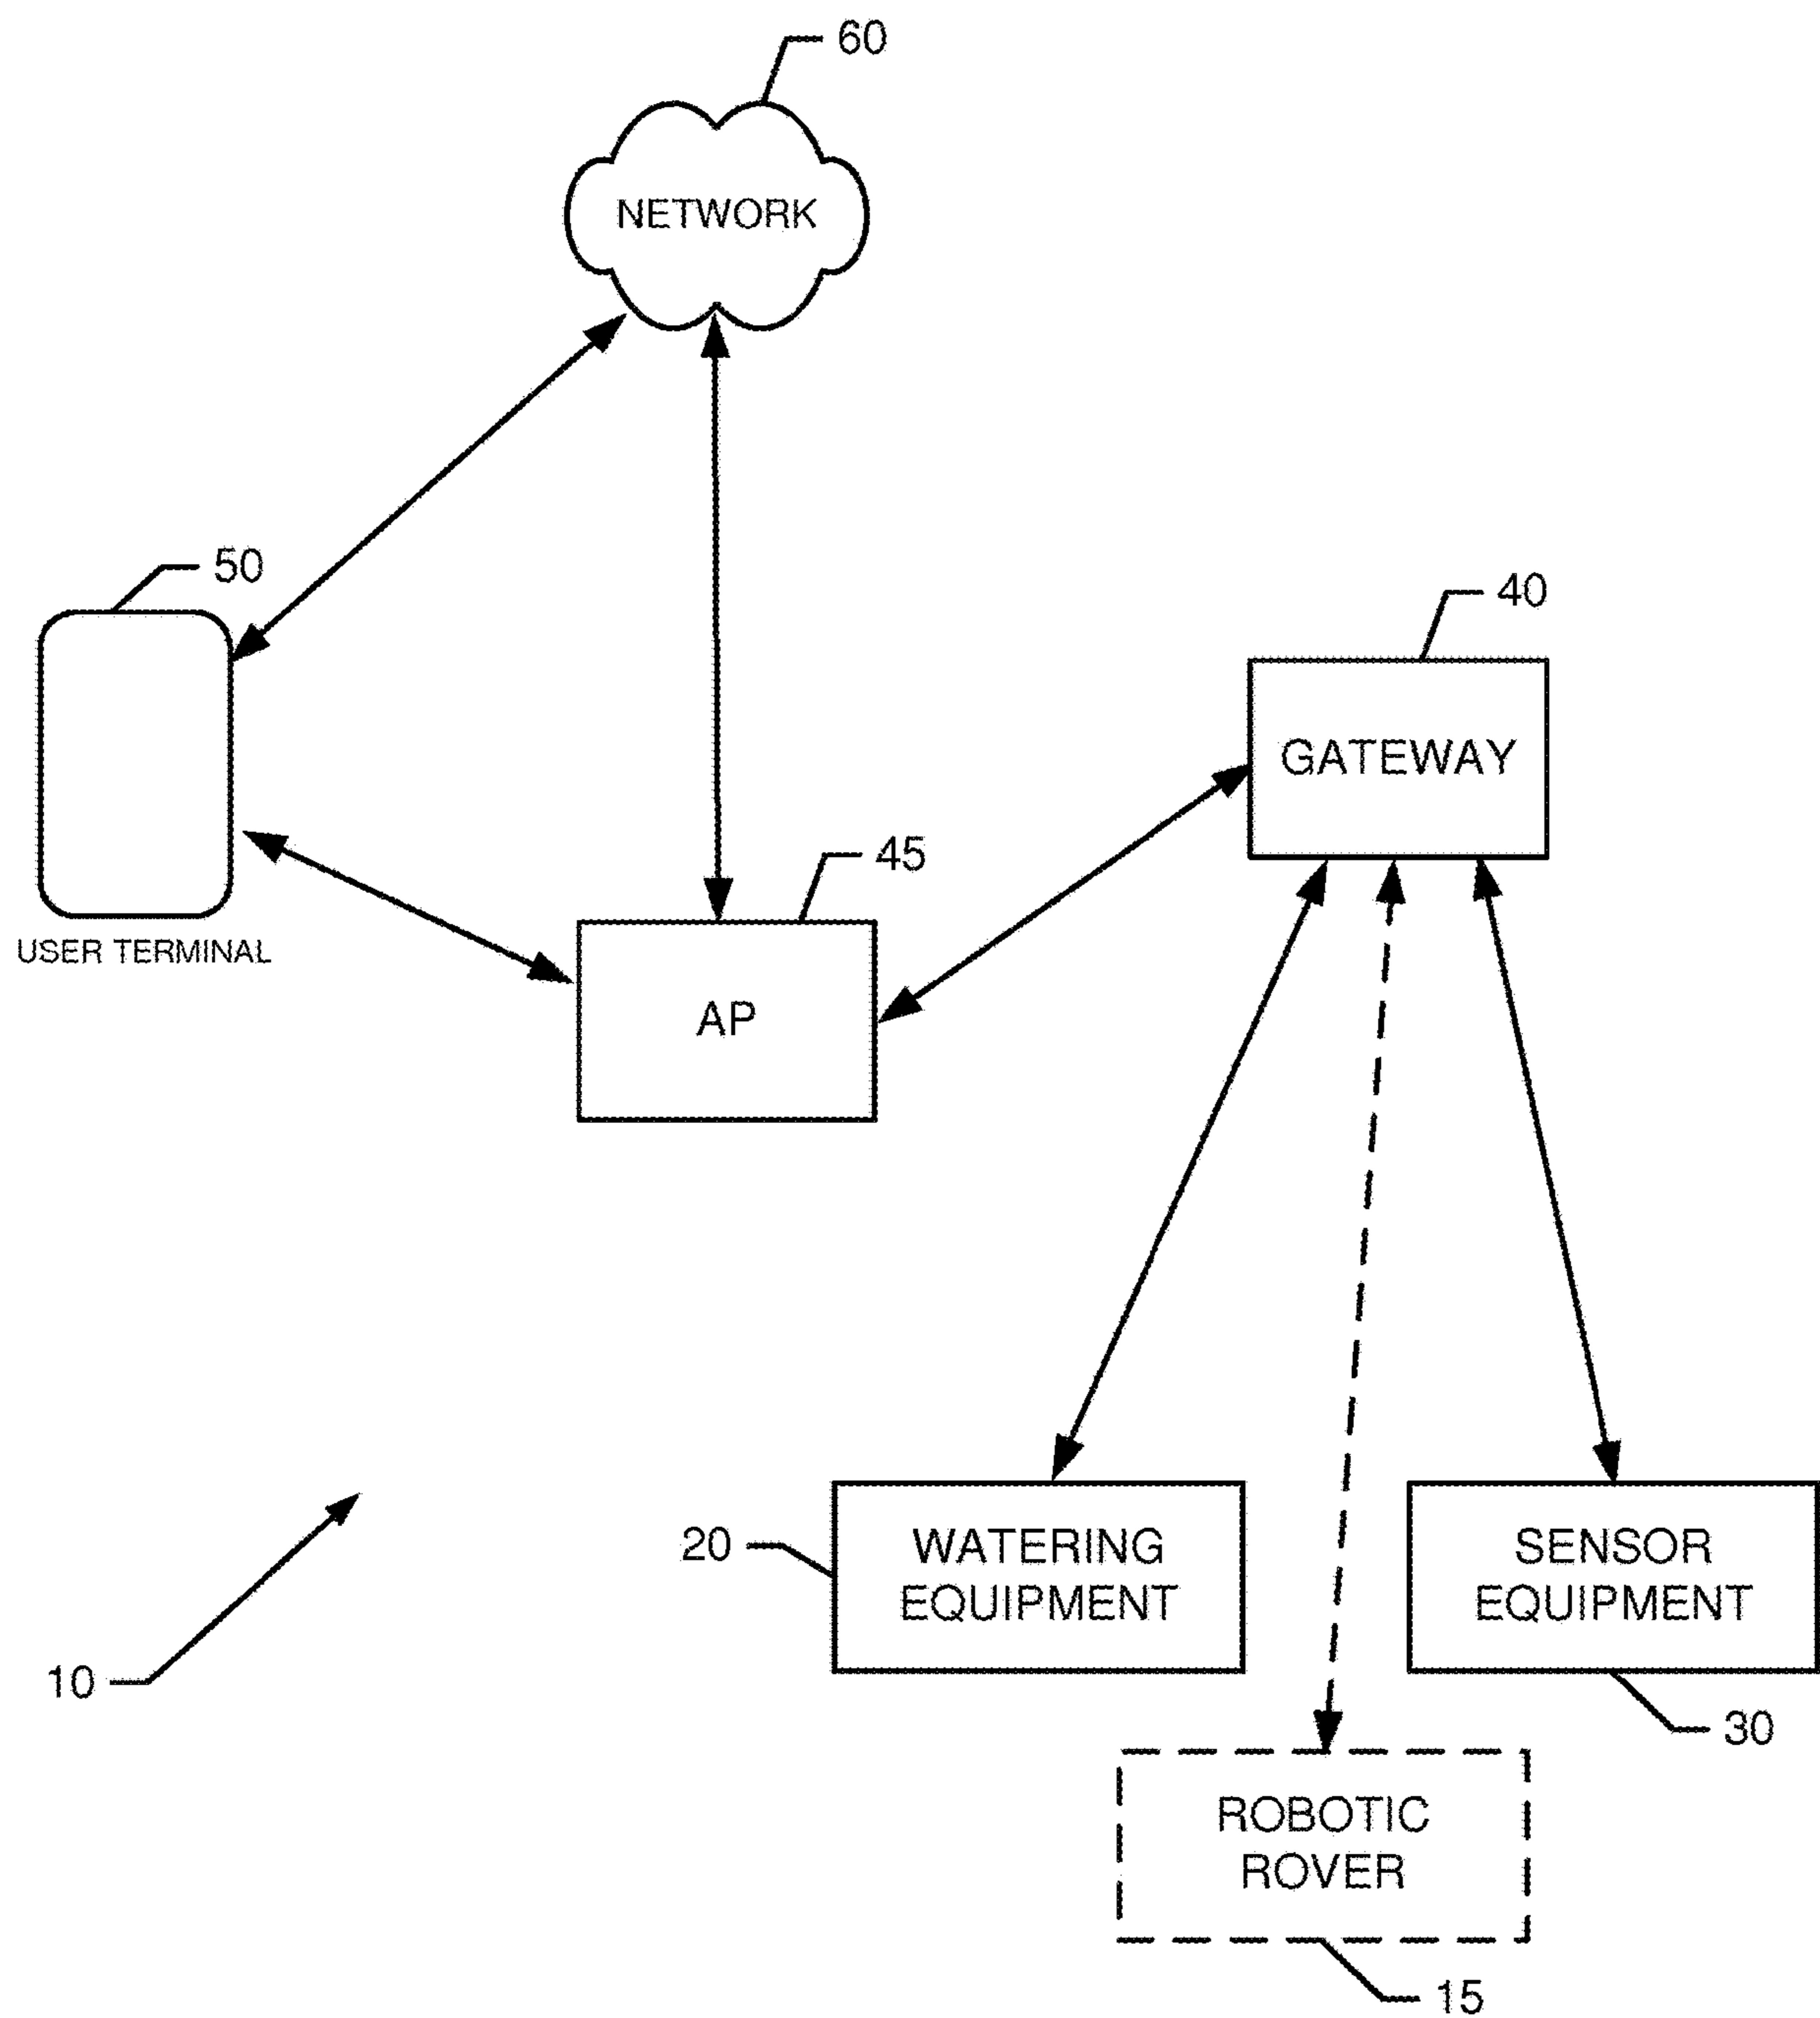 60
NETWORK
50
40
GATEWAY
45
USER TERMINAL
AP
20
WATERING
EQUIPMENT
SENSOR
EQUIPMENT
10
30
ROBOTIC
ROVER
15